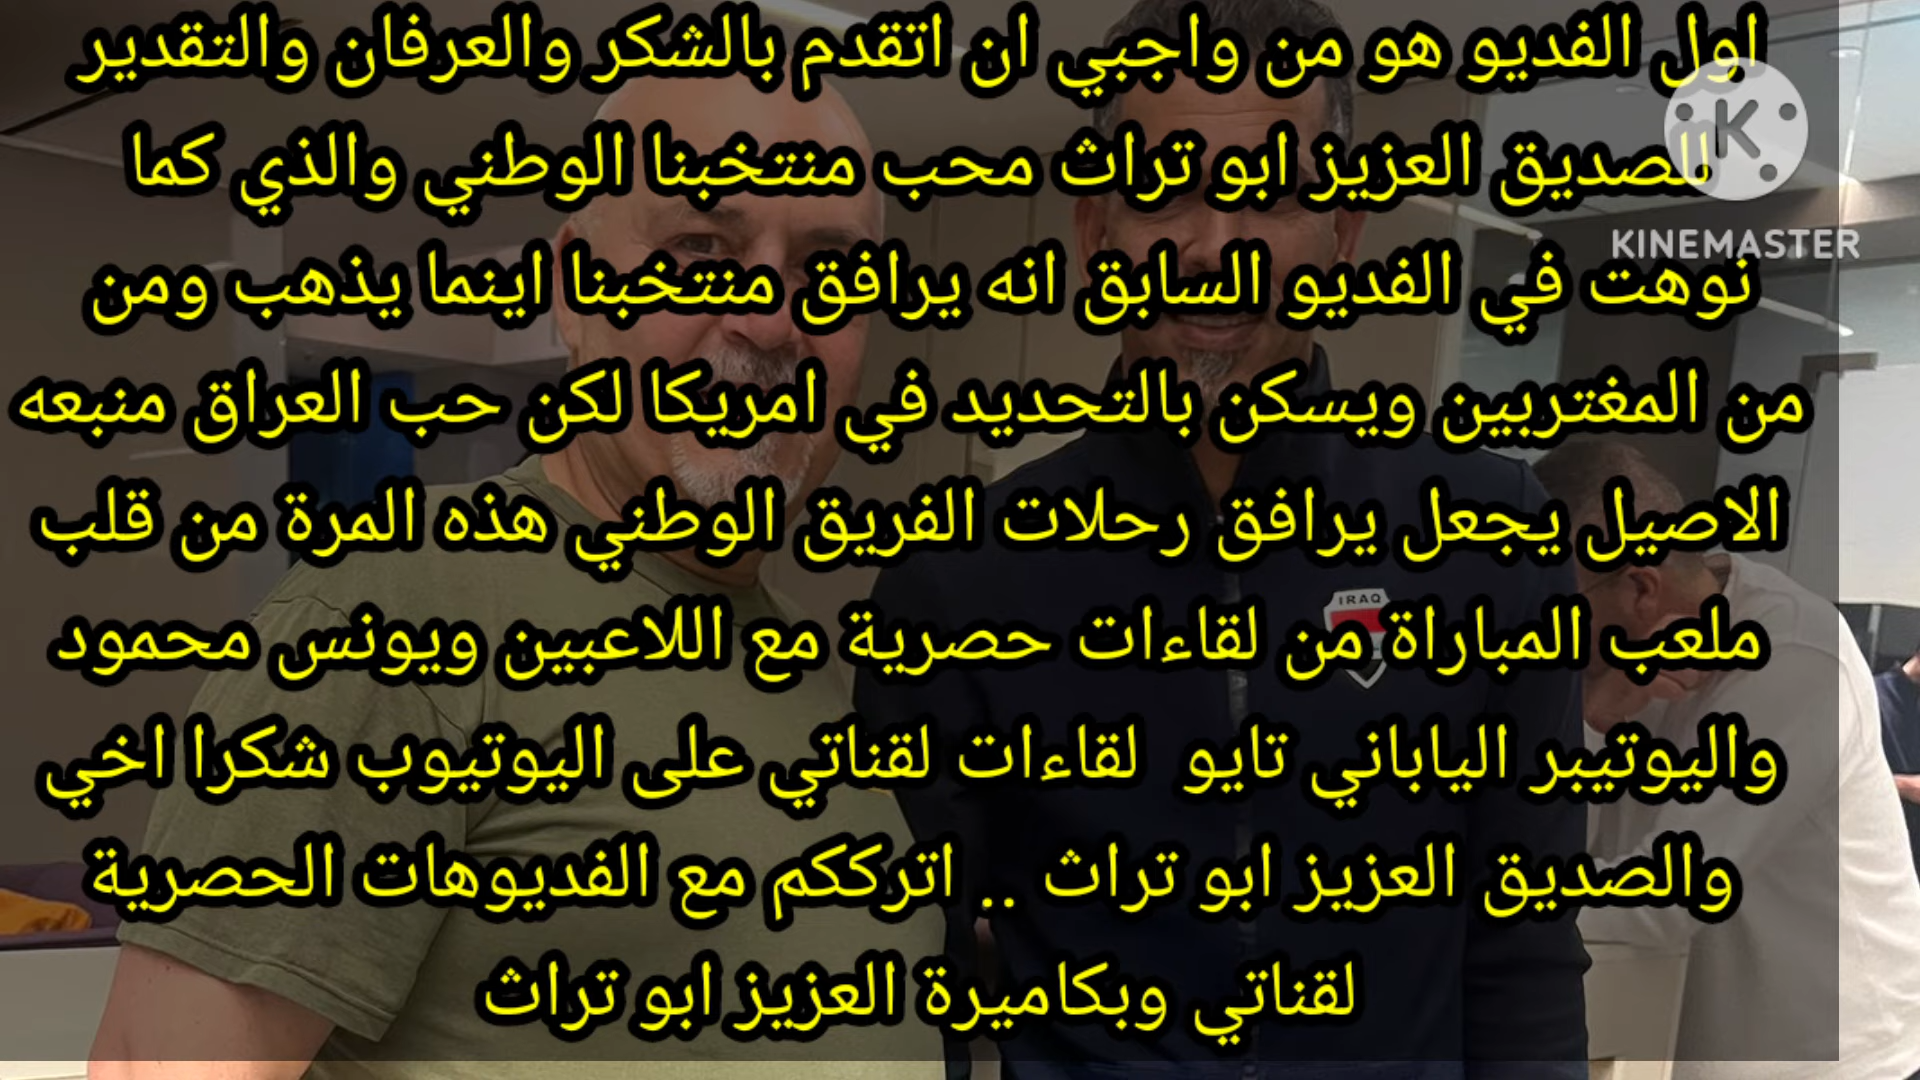 اول الفديو هو من واجبي ان اتقدم بالشكر والعرفان والتقدير
للصديق العزيز ابو تراث محب منتخبنا الوطني والذي كما
نوهت في الفديو السابق انه يرافق منتخبنا اينما يذهب ومن
من المغتربين ويسكن بالتحديد في امريكا لكن حب العراق منبعه
الاصيل يجعل يرافق رحلات الفريق الوطني هذه المرة من قلب
ملعب المباراة من لقاءات حصرية مع اللاعبين ويونس محمود
واليوتيبر الياباني تايو لقاءات لقناتي على اليوتيوب شكرا اخي
والصديق العزيز ابو تراث .. اترككم مع الفديوهات الحصرية
لقناتي وبكاميرة العزيز ابو تراث
K
KINEMASTER
IRAQ